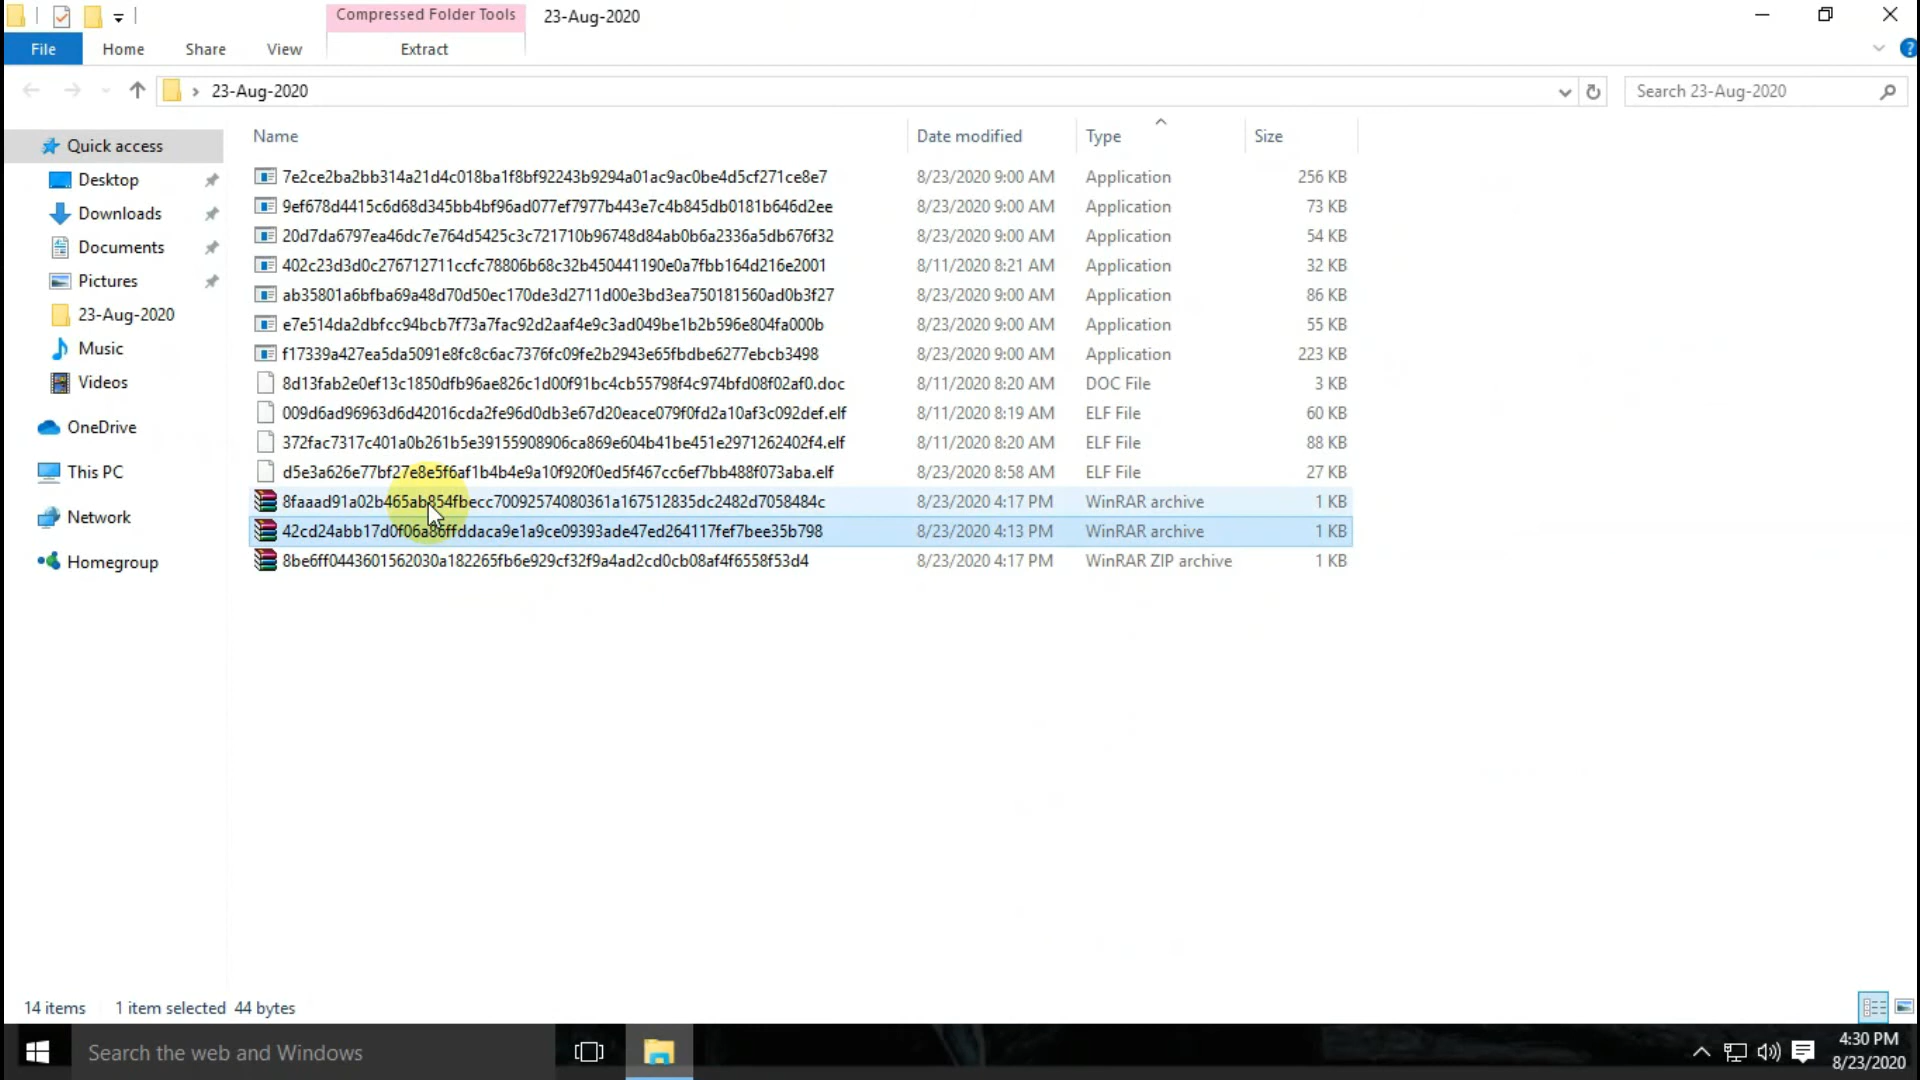 Compressed Folder Tools 23-Aug-2020
File Home Share View Extract
23-Aug-2020 Search 23-Aug-2020
Name Date modified Type Size
Quick access
Desktop
Downloads
Documents
Pictures
23-Aug-2020
Music
Videos
OneDrive
This PC
Network
Homegroup
7e2ce2ba2bb314a21d4c018ba1f8bf92243b9294a01ac9ac0be4d5cf271ce8e7 8/23/2020 9:00 AM Application 256 KB
9ef678d4415c6d68d345bb4bf96ad077ef7977b443e7c4b845db0181b646d2ee 8/23/2020 9:00 AM Application 73 KB
20d7da6797ea46dc7e764d5425c3c721710b96748d84ab0b6a2336a5db676f32 8/23/2020 9:00 AM Application 54 KB
402c23d3d0c276712711ccfc78806b68c32b450441190e0a7fbb164d216e2001 8/11/2020 8:21 AM Application 32 KB
ab35801a6bfba69a48d70d50ec170de3d2711d00e3bd3ea750181560ad0b3f27 8/23/2020 9:00 AM Application 86 KB
e7e514da2dbfcc94bcb7f73a7fac92d2aaf4e9c3ad049be1b2b596e804fa000b 8/23/2020 9:00 AM Application 55 KB
f17339a427ea5da5091e8fc8c6ac7376fc09fe2b2943e65fbdbe6277ebcb3498 8/23/2020 9:00 AM Application 223 KB
8d13fab2e0ef13c1850dfb96ae826c1d00f91bc4cb55798f4c974bfd08f02af0.doc 8/11/2020 8:20 AM DOC File 3 KB
009d6ad96963d6d42016cda2fe96d0db3e67d20eace079f0fd2a10af3c092def.elf 8/11/2020 8:19 AM ELF File 60 KB
372fac7317c401a0b261b5e39155908906ca869e604b41be451e2971262402f4.elf 8/11/2020 8:20 AM ELF File 88 KB
d5e3a626e77bf27e8e5f6af1b4b4e9a10f920f0ed5f467cc6ef7bb488f073aba.elf 8/23/2020 8:58 AM ELF File 27 KB
8faaad91a02b465ab854fbecc70092574080361a167512835dc2482d7058484c 8/23/2020 4:17 PM WinRAR archive 1 KB
42cd24abb17d0f06a86ffddaca9e1a9ce09393ade47ed264117fef7bee35b798 8/23/2020 4:13 PM WinRAR archive 1 KB
8be6ff0443601562030a182265fb6e929cf32f9a4ad2cd0cb08af4f6558f53d4 8/23/2020 4:17 PM WinRAR ZIP archive 1 KB
14 items 1 item selected 44 bytes
Search the web and Windows
4:30 PM
8/23/2020